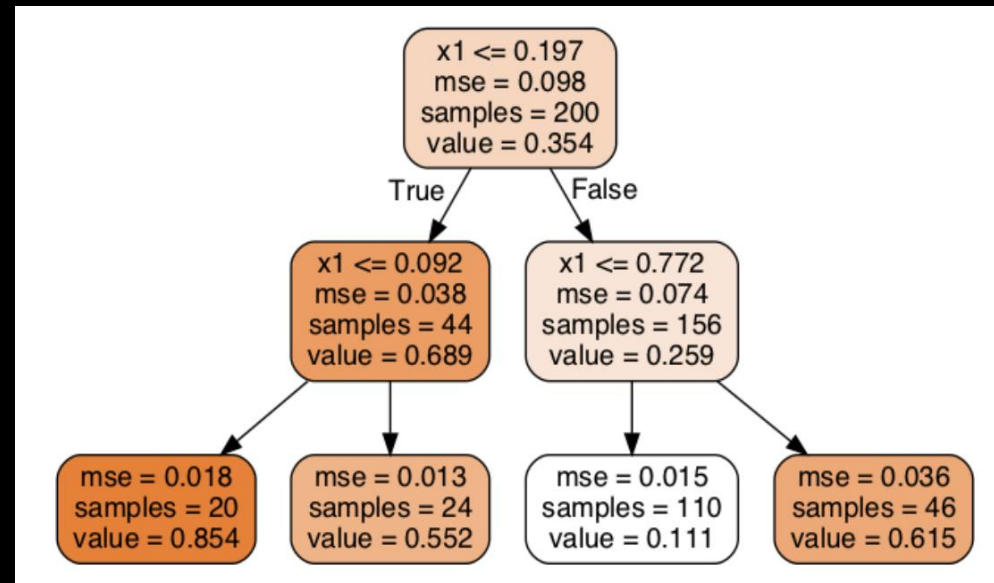 x1 <= 0.197
mse = 0.098
samples = 200
value = 0.354
True
False
x1 <= 0.092
mse = 0.038
samples = 44
value = 0.689
x1 <= 0.772
mse = 0.074
samples = 156
value = 0.259
mse = 0.018
samples = 20
value = 0.854
mse = 0.013
samples = 24
value = 0.552
mse = 0.015
samples = 110
value = 0.111
mse = 0.036
samples = 46
value = 0.615